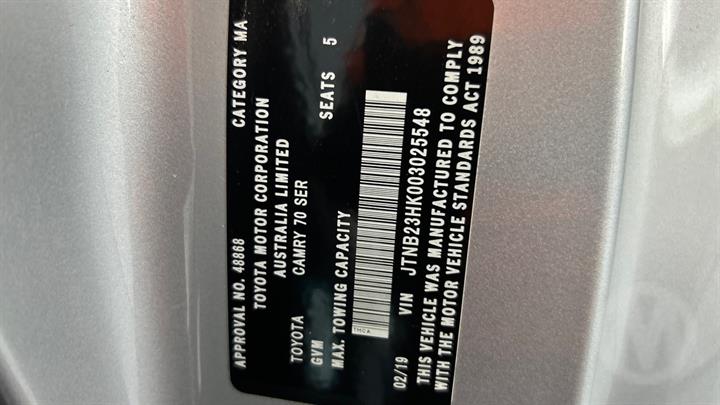 APPROVAL NO. 48868 CATEGORY MA
TOYOTA MOTOR CORPORATION
AUSTRALIA LIMITED
TOYOTA CAMRY 70 SER
GVM SEATS 5
MAX. TOWING CAPACITY
TMCA
02/19 VIN JTNB23HK003025548
THIS VEHICLE WAS MANUFACTURED TO COMPLY
WITH THE MOTOR VEHICLE STANDARDS ACT 1989